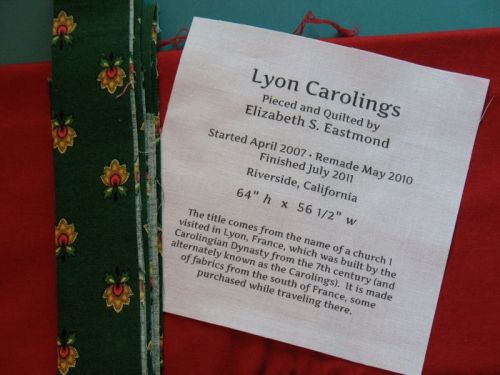 Lyon Carolings
Pieced and Quilted by
Elizabeth S. Eastmond
Started April 2007 • Remade May 2010
Finished July 2011
Riverside, California
64" h x 56 1/2" w
The title comes from the name of a church I
visited in Lyon, France, which was built by the
Carolingian Dynasty from the 7th century (and
alternately known as the Carolings). It is made
of fabrics from the south of France, some
purchased while traveling there.